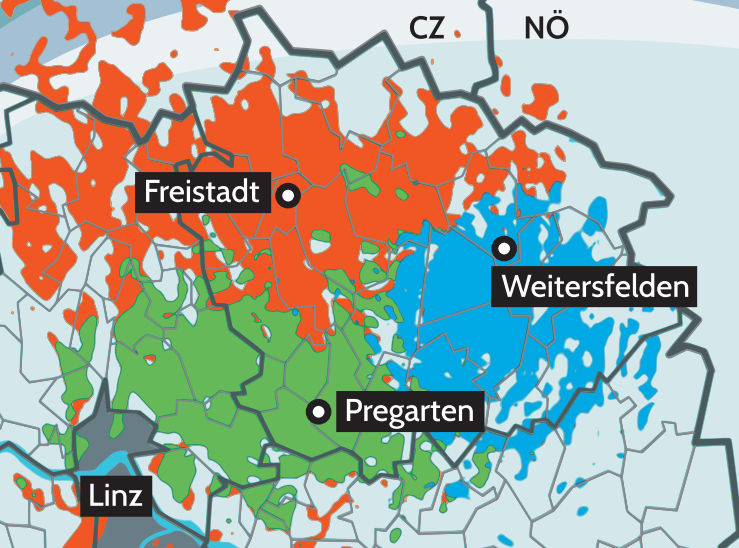 CZ
NÖ
Freistadt
Weitersfelden
Pregarten
Linz